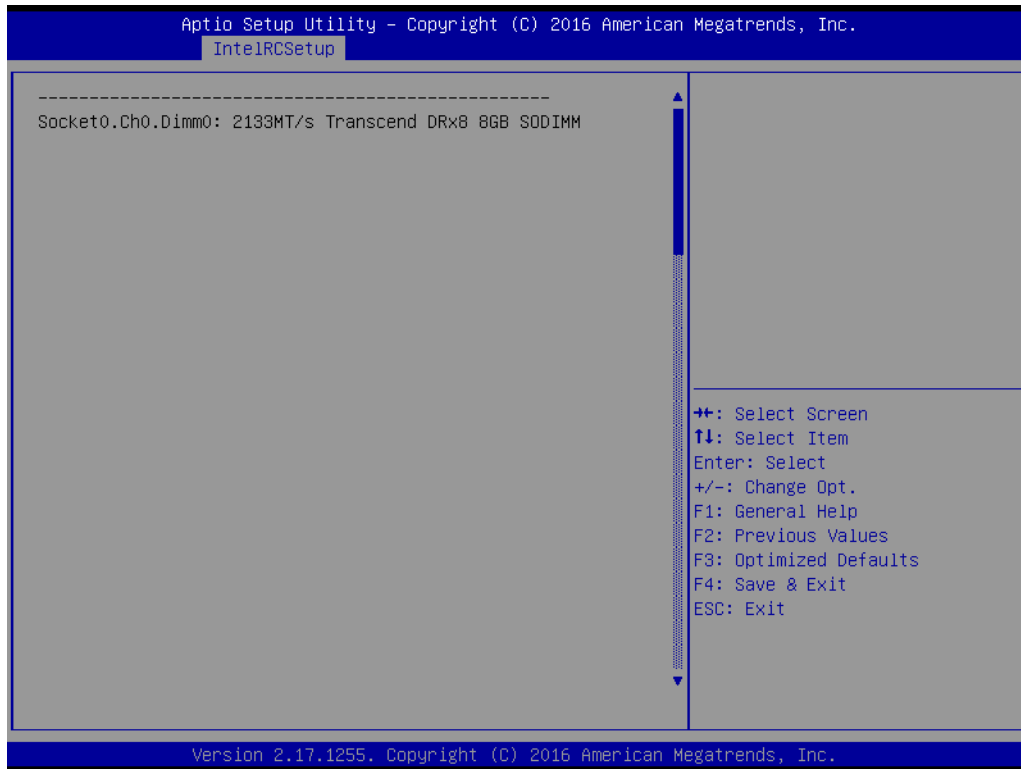 Aptio Setup Utility – Copyright (C) 2016 American Megatrends, Inc.
IntelRCSetup
--------------------------------------------------
Socket0.Ch0.Dimm0: 2133MT/s Transcend DRx8 8GB SODIMM
→←: Select Screen
↑↓: Select Item
Enter: Select
+/-: Change Opt.
F1: General Help
F2: Previous Values
F3: Optimized Defaults
F4: Save & Exit
ESC: Exit
Version 2.17.1255. Copyright (C) 2016 American Megatrends, Inc.